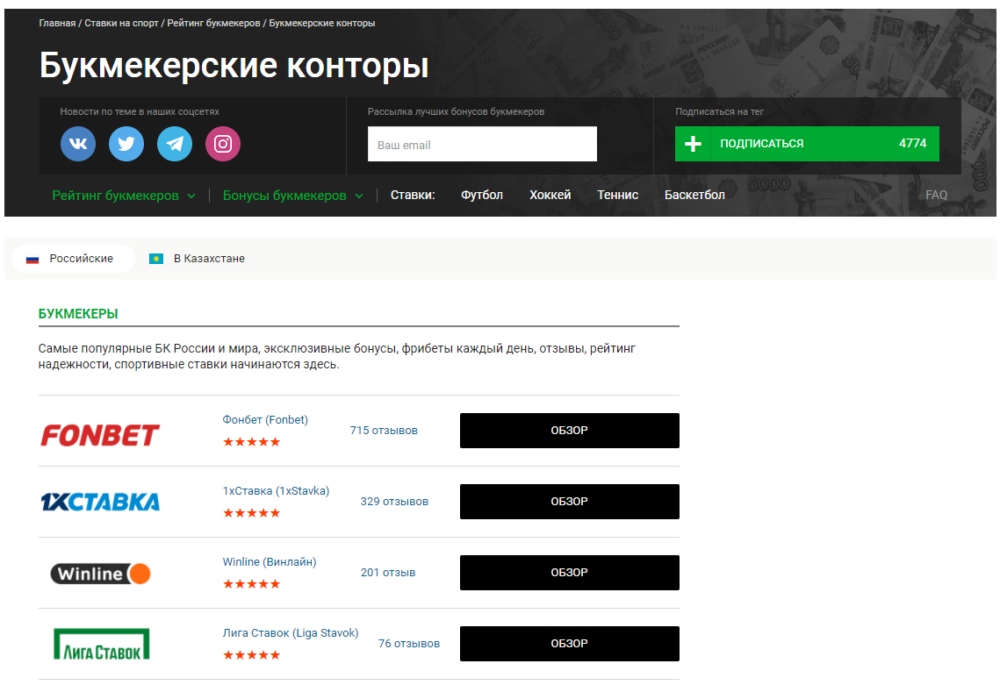 Главная / Ставки на спорт / Рейтинг букмекеров / Букмекерские конторы
Букмекерские конторы
Новости по теме в наших соцсетях
Рассылка лучших бонусов букмекеров
Ваш email
Подписаться на тег
ПОДПИСАТЬСЯ 4774
Рейтинг букмекеров Бонусы букмекеров Ставки: Футбол Хоккей Теннис Баскетбол FAQ
Российские В Казахстане
БУКМЕКЕРЫ
Самые популярные БК России и мира, эксклюзивные бонусы, фрибеты каждый день, отзывы, рейтинг
надежности, спортивные ставки начинаются здесь.
FONBET
Фонбет (Fonbet)
715 отзывов
ОБЗОР
1XСТАВКА
1хСтавка (1xStavka)
329 отзывов
ОБЗОР
Winline
Winline (Винлайн)
201 отзыв
ОБЗОР
Лига Ставок
Лига Ставок (Liga Stavok)
76 отзывов
ОБЗОР